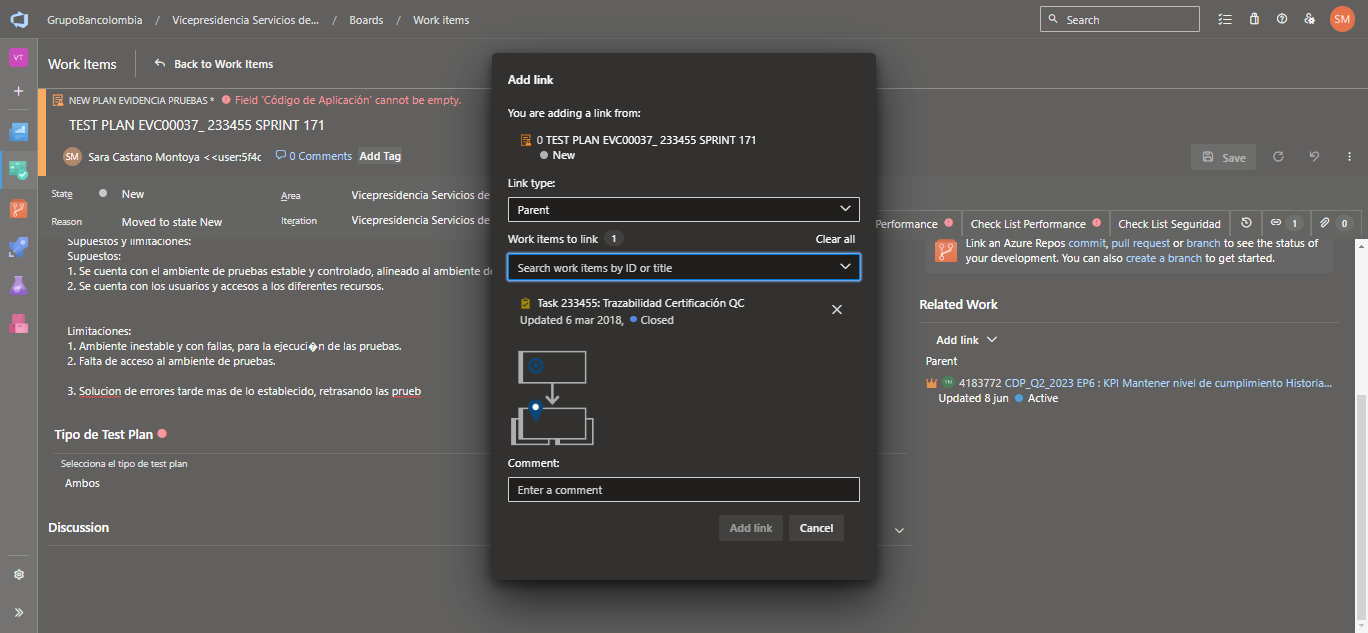 GrupoBancolombia / Vicepresidencia Servicios de... / Boards / Work items
Search
SM
VT
Work Items
Back to Work Items
NEW PLAN EVIDENCIA PRUEBAS * Field 'Código de Aplicación' cannot be empty.
TEST PLAN EVC00037_ 233455 SPRINT 171
SM Sara Castano Montoya <<user:5f4c
0 Comments
Add Tag
Save
State New
Reason Moved to state New
Area Vicepresidencia Servicios de
Iteration Vicepresidencia Servicios de
Performance
Check List Performance
Check List Seguridad
1
0
Supuestos y limitaciones:
Supuestos:
1. Se cuenta con el ambiente de pruebas estable y controlado, alineado al ambiente de
2. Se cuenta con los usuarios y accesos a los diferentes recursos.
Limitaciones:
1. Ambiente inestable y con fallas, para la ejecuci�n de las pruebas.
2. Falta de acceso al ambiente de pruebas.
3. Solucion de errores tarde mas de lo establecido, retrasando las prueb
Tipo de Test Plan
Selecciona el tipo de test plan
Ambos
Discussion
Add link
You are adding a link from:
0 TEST PLAN EVC00037_ 233455 SPRINT 171
New
Link type:
Parent
Work items to link 1
Clear all
Search work items by ID or title
Task 233455: Trazabilidad Certificación QC
Updated 6 mar 2018, Closed
Comment:
Enter a comment
Add link
Cancel
Link an Azure Repos commit, pull request or branch to see the status of
your development. You can also create a branch to get started.
Related Work
Add link
Parent
4183772 CDP_Q2_2023 EP6 : KPI Mantener nivel de cumplimiento Historia...
Updated 8 jun Active